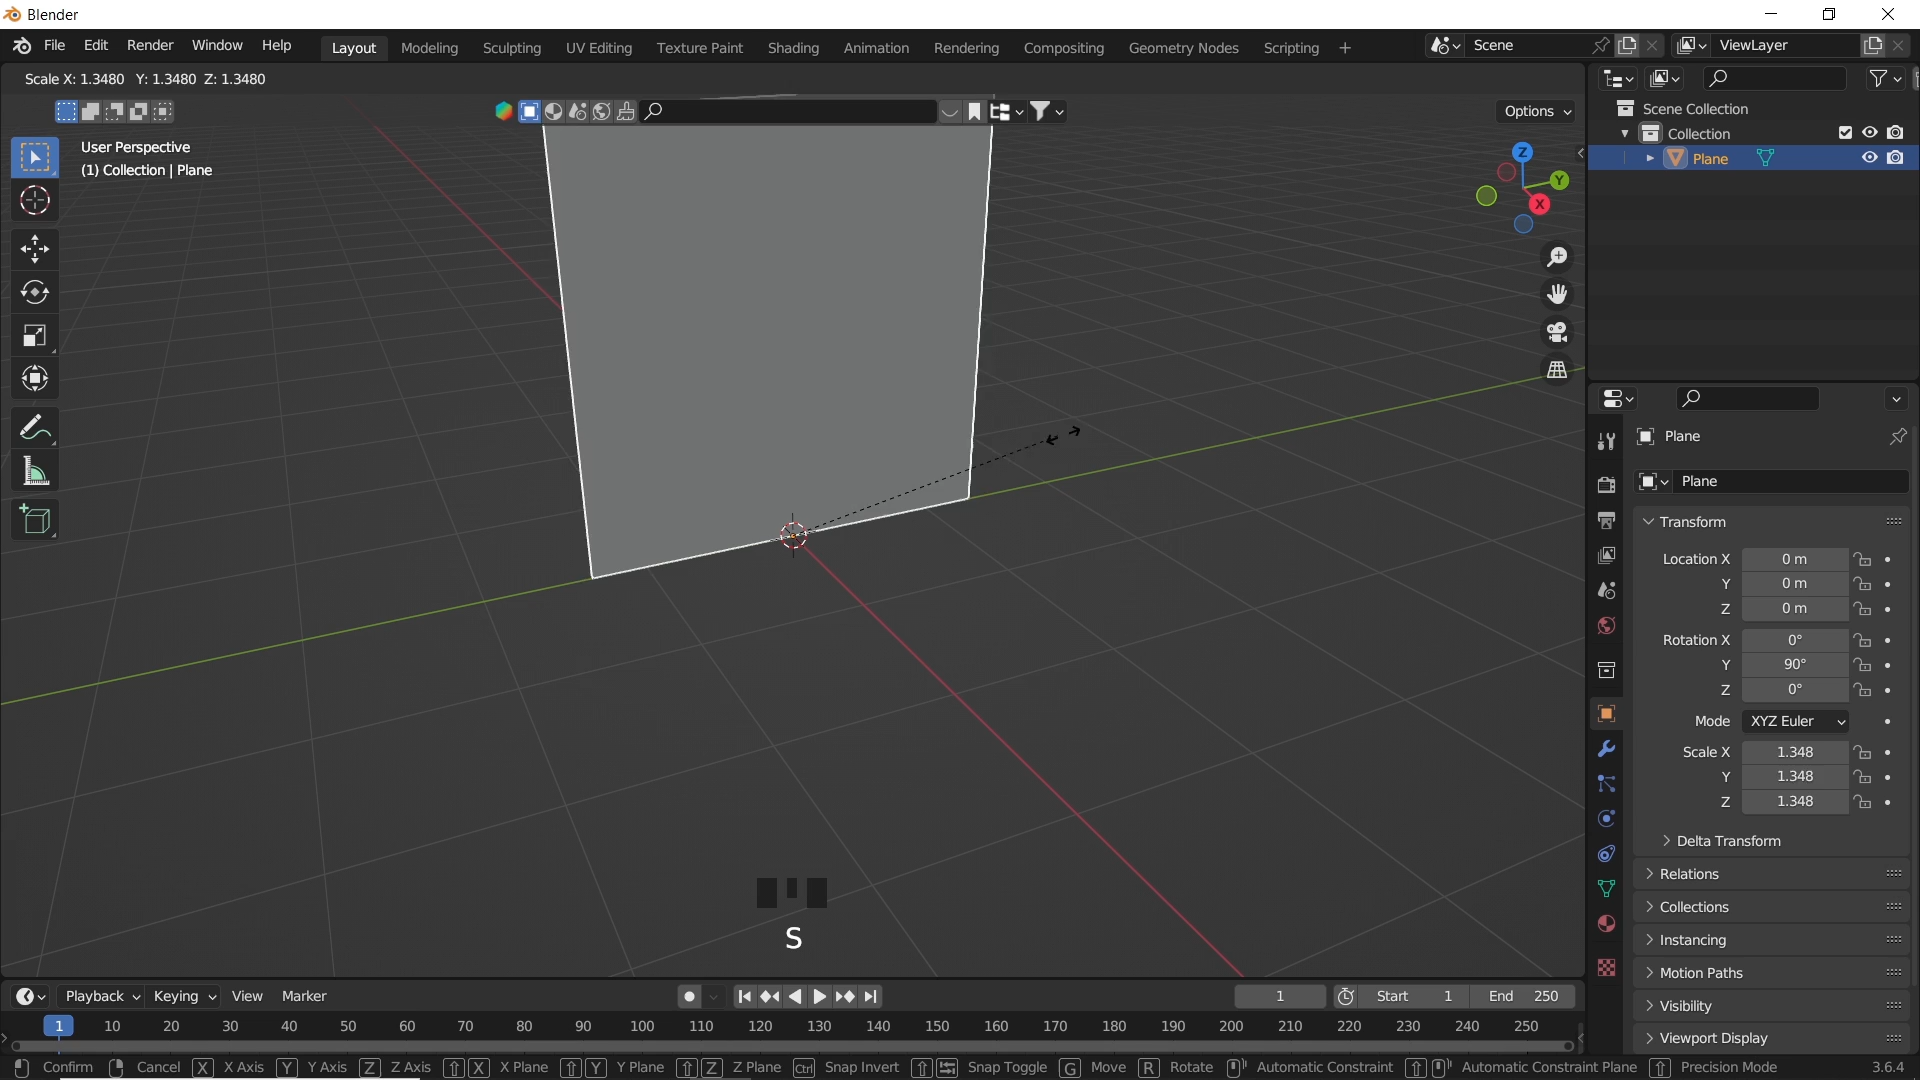 Blender
File Edit Render Window Help Layout Modeling Sculpting UV Editing Texture Paint Shading Animation Rendering Compositing Geometry Nodes Scripting + Scene ViewLayer
Scale X: 1.3480 Y: 1.3480 Z: 1.3480
Options
User Perspective
(1) Collection | Plane
Z
Y
X
Scene Collection
Collection
Plane
Plane
Plane
Transform
Location X 0 m
Y 0 m
Z 0 m
Rotation X 0°
Y 90°
Z 0°
Mode XYZ Euler
Scale X 1.348
Y 1.348
Z 1.348
Delta Transform
Relations
Collections
Instancing
Motion Paths
Visibility
Viewport Display
S
Playback Keying View Marker 1 Start 1 End 250
1 10 20 30 40 50 60 70 80 90 100 110 120 130 140 150 160 170 180 190 200 210 220 230 240 250
Confirm Cancel X X Axis Y Y Axis Z Z Axis X X Plane Y Y Plane Z Z Plane Ctrl Snap Invert Snap Toggle G Move R Rotate Automatic Constraint Automatic Constraint Plane Precision Mode 3.6.4